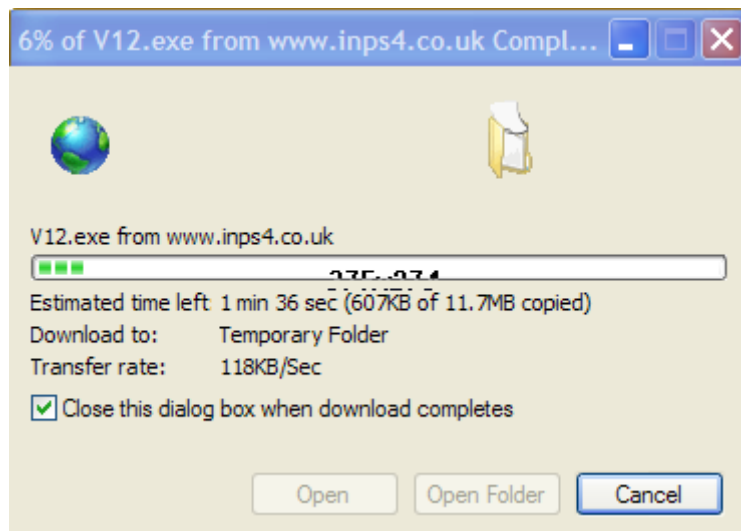 6% of V12.exe from www.inps4.co.uk Compl...
V12.exe from www.inps4.co.uk
Estimated time left 1 min 36 sec (607KB of 11.7MB copied)
Download to: Temporary Folder
Transfer rate: 118KB/Sec
Close this dialog box when download completes
Open Open Folder Cancel